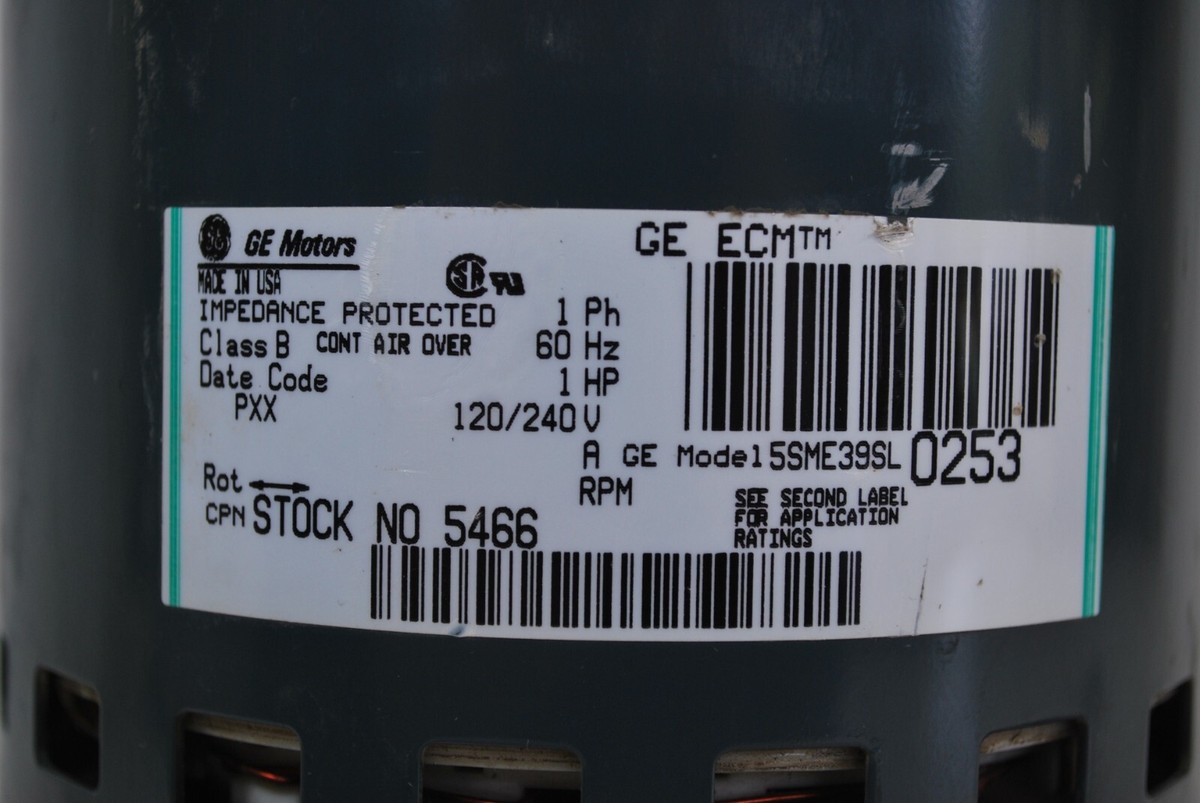 GE Motors
MADE IN USA
IMPEDANCE PROTECTED 1 Ph
Class B CONT AIR OVER 60 Hz
Date Code 1 HP
PXX 120/240 V
GE ECM™
A GE Model 5SME39SL 0253
RPM
SEE SECOND LABEL
FOR APPLICATION
RATINGS
Rot ↔
CPN STOCK NO 5466